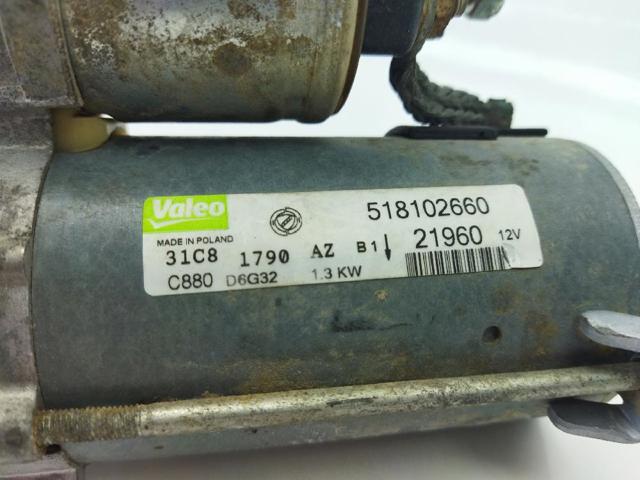 Valeo 518102660
MADE IN POLAND 21960 12V
31C8 1790 AZ B1
C880 D6G32 1.3 KW